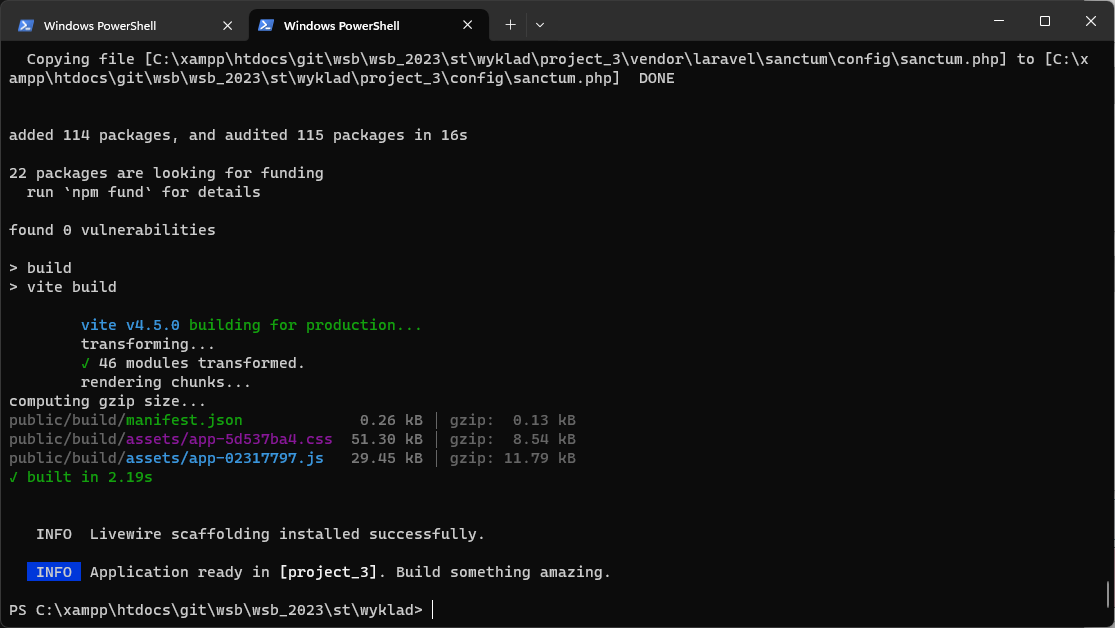 Windows PowerShell
Windows PowerShell
Copying file [C:\xampp\htdocs\git\wsb\wsb_2023\st\wyklad\project_3\vendor\laravel\sanctum\config\sanctum.php] to [C:\x
ampp\htdocs\git\wsb\wsb_2023\st\wyklad\project_3\config\sanctum.php]  DONE
added 114 packages, and audited 115 packages in 16s
22 packages are looking for funding
run `npm fund` for details
found 0 vulnerabilities
> build
> vite build
vite v4.5.0 building for production...
transforming...
✓ 46 modules transformed.
rendering chunks...
computing gzip size...
public/build/manifest.json             0.26 kB │ gzip:  0.13 kB
public/build/assets/app-5d537ba4.css  51.30 kB │ gzip:  8.54 kB
public/build/assets/app-02317797.js   29.45 kB │ gzip: 11.79 kB
✓ built in 2.19s
INFO  Livewire scaffolding installed successfully.
INFO  Application ready in [project_3]. Build something amazing.
PS C:\xampp\htdocs\git\wsb\wsb_2023\st\wyklad>